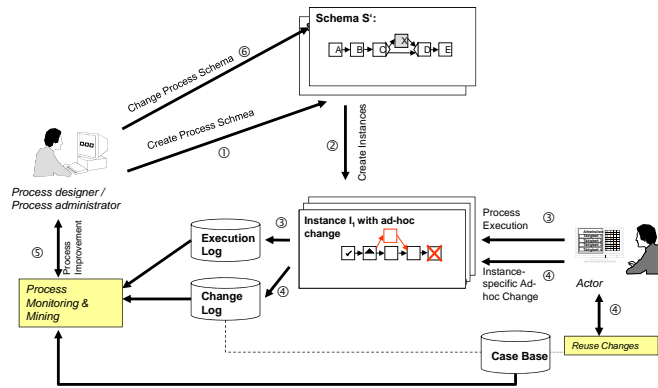 Schema S':
A B C X D E
⑥
Change Process Schema
Create Process Schmea
①
②
Create Instances
Process designer /
Process administrator
⑤
Process
Improvement
Process
Monitoring &
Mining
Execution
Log
③
Change
Log
④
Instance I1 with ad-hoc
change
Process
Execution
③
④
Instance-
specific Ad-
hoc Change
Actor
④
Reuse Changes
Case Base